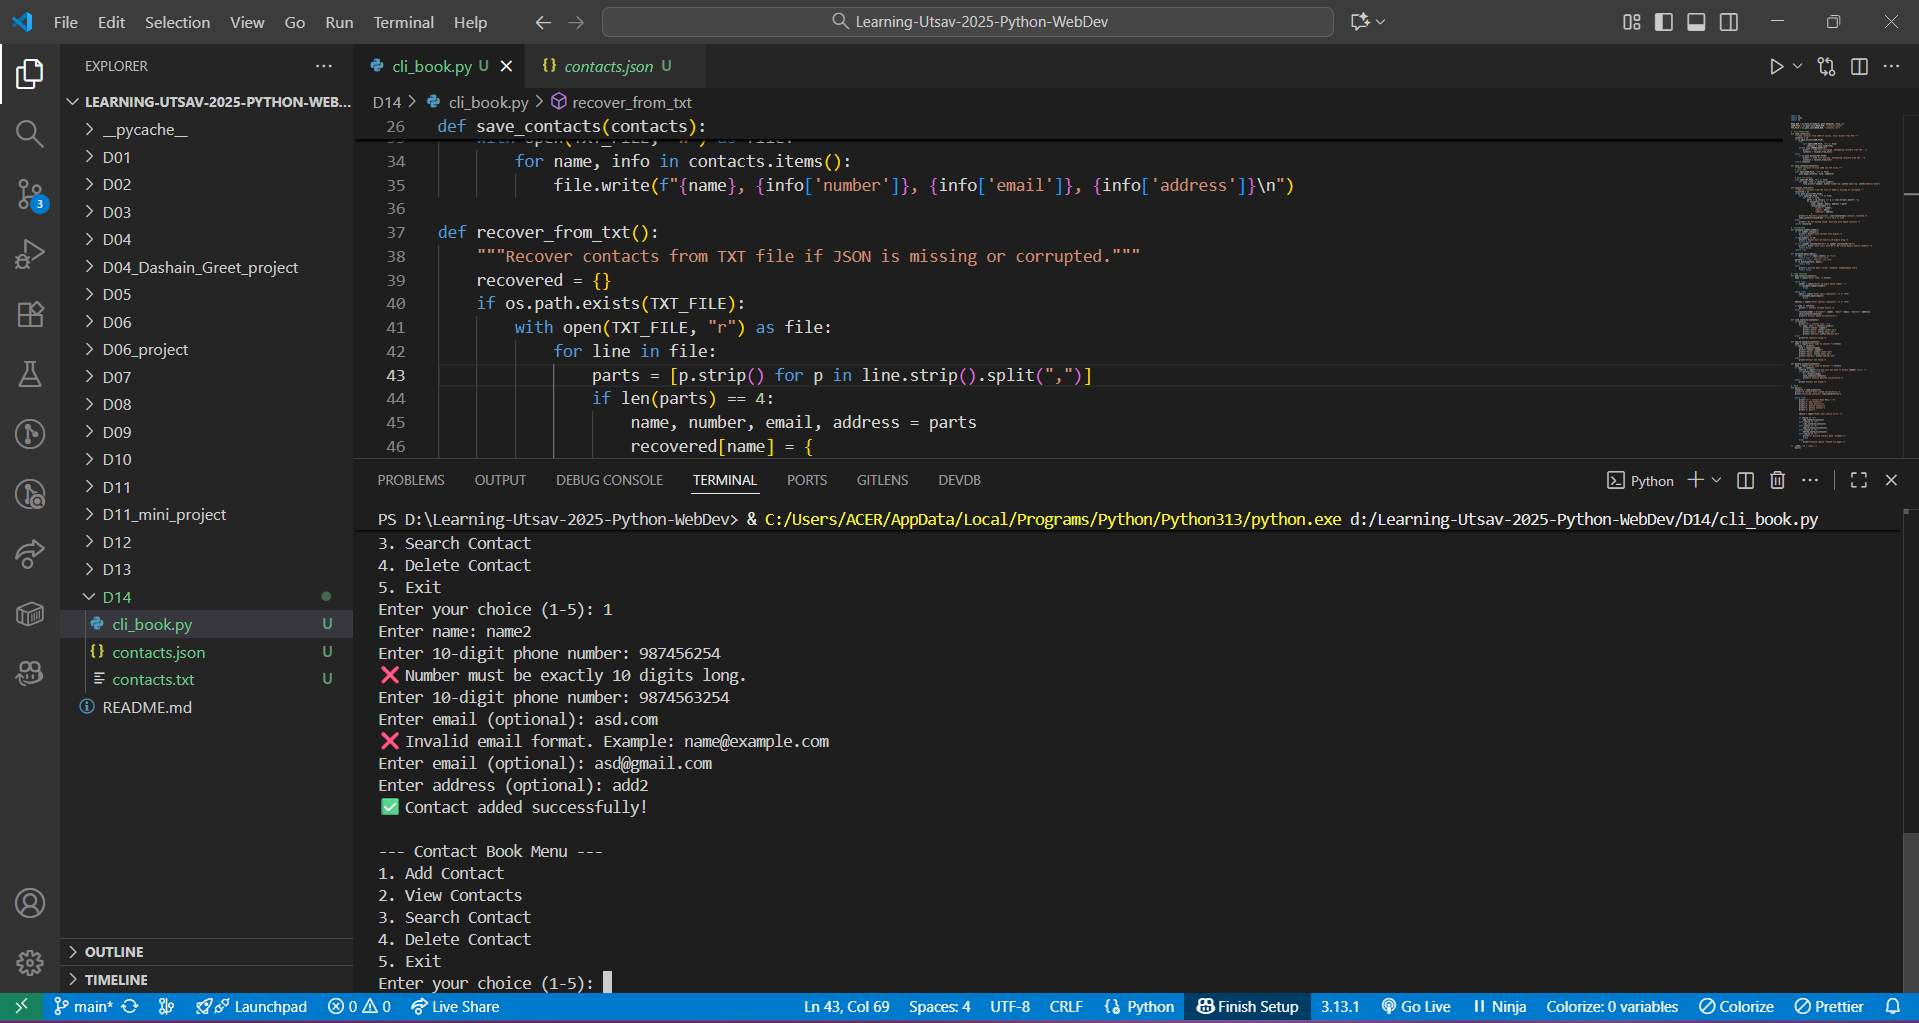 File Edit Selection View Go Run Terminal Help
Learning-Utsav-2025-Python-WebDev
EXPLORER
LEARNING-UTSAV-2025-PYTHON-WEB...
__pycache__
D01
D02
D03
D04
D04_Dashain_Greet_project
D05
D06
D06_project
D07
D08
D09
D10
D11
D11_mini_project
D12
D13
D14
cli_book.py U
contacts.json U
contacts.txt U
README.md
OUTLINE
TIMELINE
3
cli_book.py U
contacts.json U
D14 > cli_book.py > recover_from_txt
26 def save_contacts(contacts):
34 for name, info in contacts.items():
35 file.write(f"{name}, {info['number']}, {info['email']}, {info['address']}\n")
36
37 def recover_from_txt():
38 """Recover contacts from TXT file if JSON is missing or corrupted."""
39 recovered = {}
40 if os.path.exists(TXT_FILE):
41 with open(TXT_FILE, "r") as file:
42 for line in file:
43 parts = [p.strip() for p in line.strip().split(",")]
44 if len(parts) == 4:
45 name, number, email, address = parts
46 recovered[name] = {
PROBLEMS OUTPUT DEBUG CONSOLE TERMINAL PORTS GITLENS DEVDB
Python
PS D:\Learning-Utsav-2025-Python-WebDev> & C:/Users/ACER/AppData/Local/Programs/Python/Python313/python.exe d:/Learning-Utsav-2025-Python-WebDev/D14/cli_book.py
3. Search Contact
4. Delete Contact
5. Exit
Enter your choice (1-5): 1
Enter name: name2
Enter 10-digit phone number: 987456254
❌ Number must be exactly 10 digits long.
Enter 10-digit phone number: 9874563254
Enter email (optional): asd.com
❌ Invalid email format. Example: name@example.com
Enter email (optional): asd@gmail.com
Enter address (optional): add2
✅ Contact added successfully!
--- Contact Book Menu ---
1. Add Contact
2. View Contacts
3. Search Contact
4. Delete Contact
5. Exit
Enter your choice (1-5):
main* Launchpad 0 0 Live Share Ln 43, Col 69 Spaces: 4 UTF-8 CRLF Python Finish Setup 3.13.1 Go Live Ninja Colorize: 0 variables Colorize Prettier